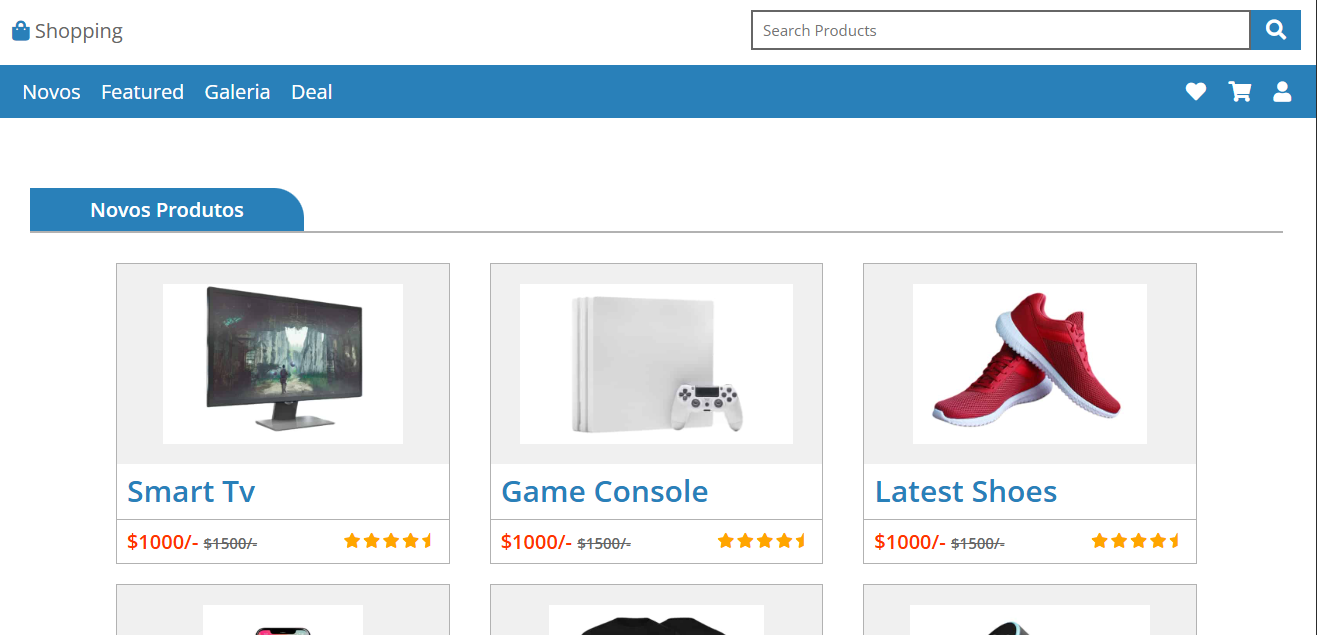 Shopping
Search Products
Novos Featured Galeria Deal
Novos Produtos
Smart Tv
$1000/- $1500/-
Game Console
$1000/- $1500/-
Latest Shoes
$1000/- $1500/-